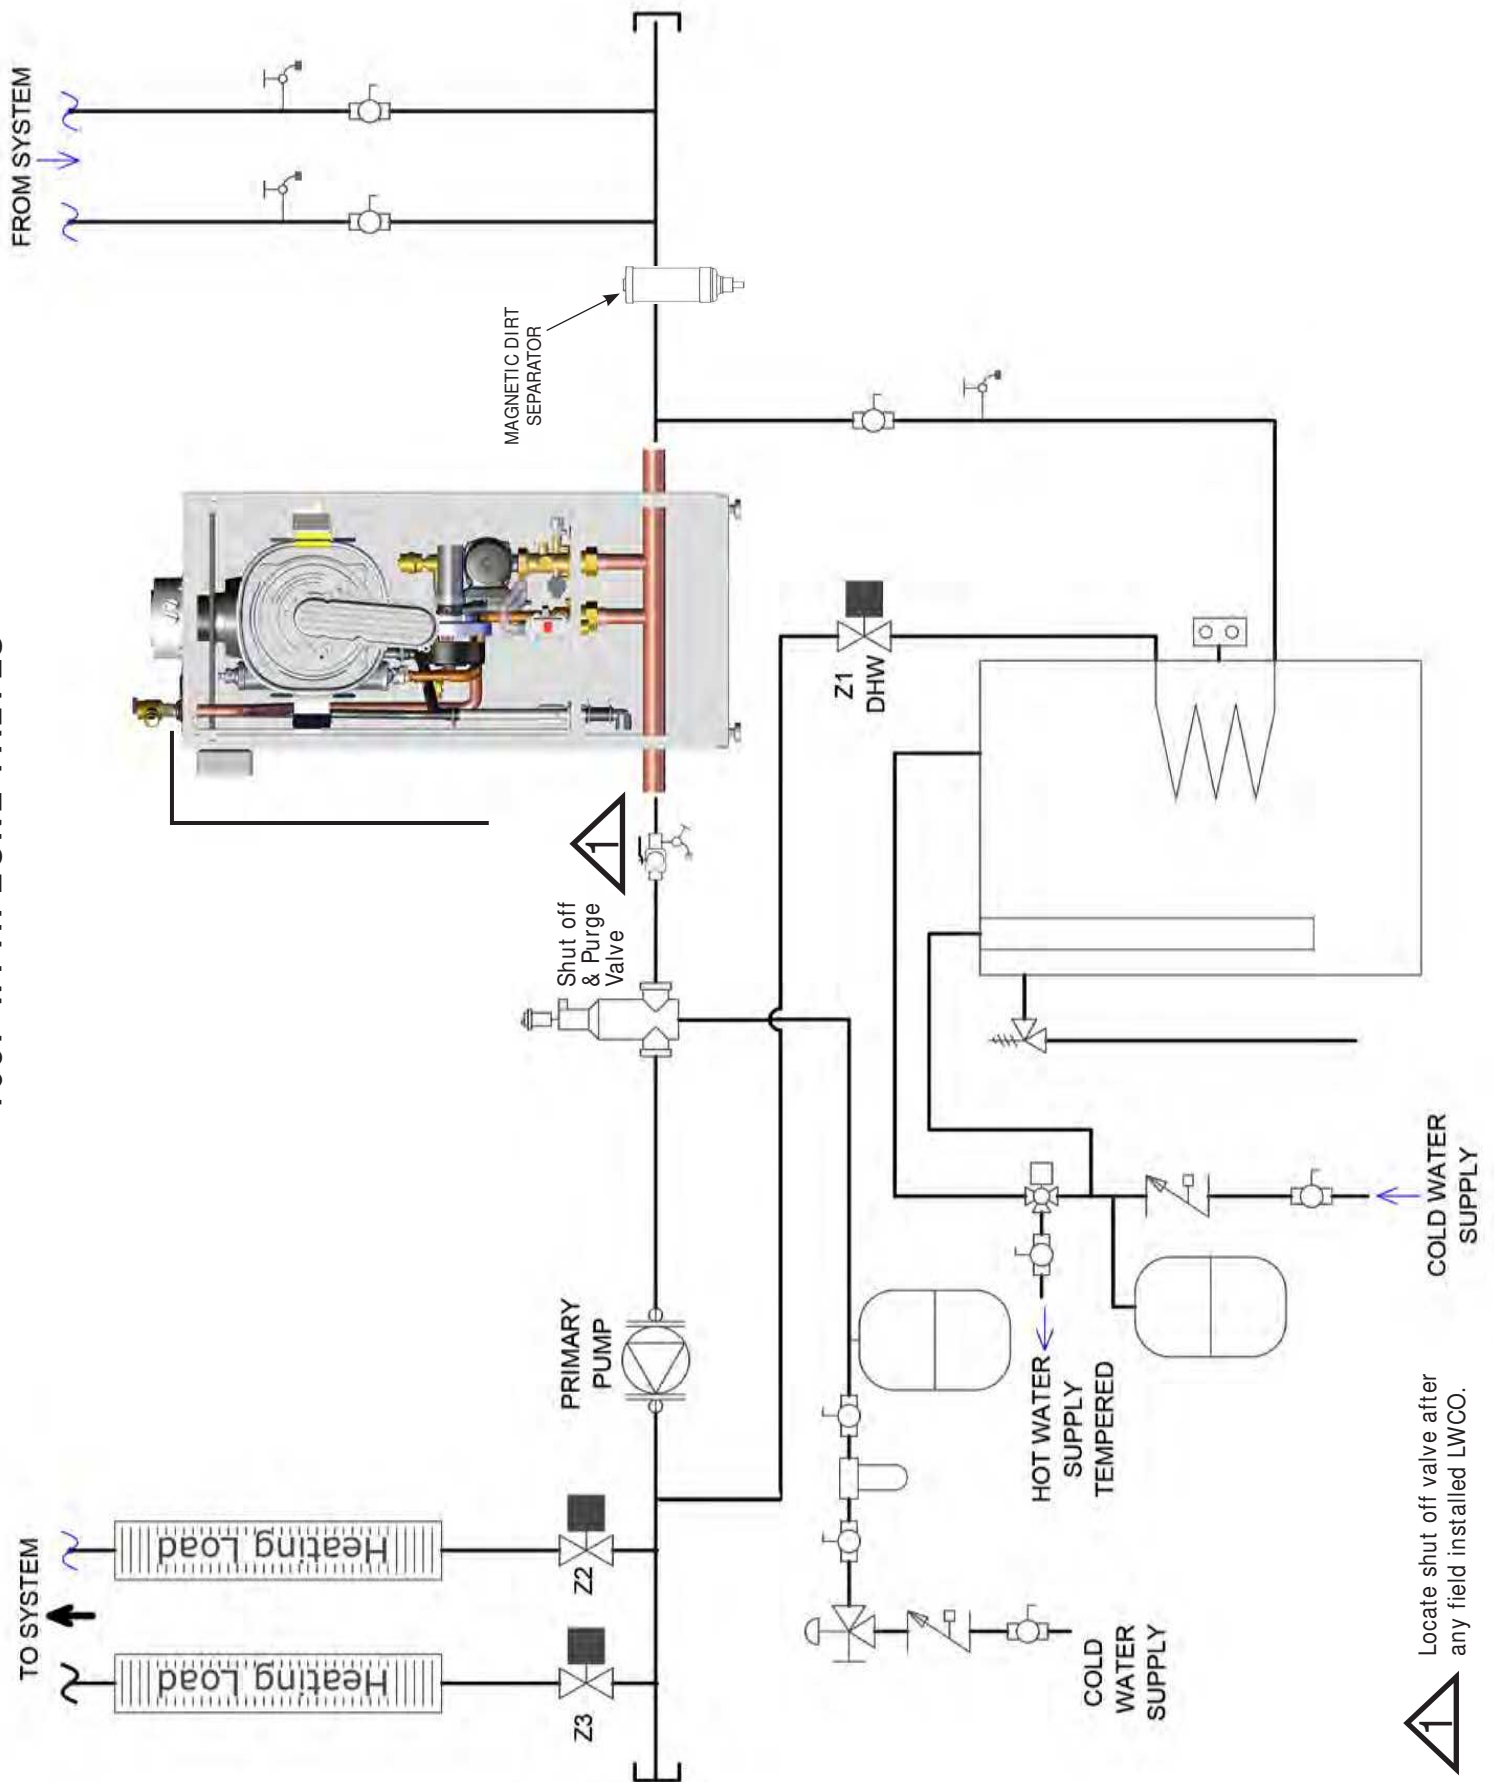 FROM SYSTEM
MAGNETIC DIRT
SEPARATOR
Z1
DHW
1
Shut off
& Purge
Valve
PRIMARY
PUMP
TO SYSTEM
Heating Load
Heating Load
Z2
Z3
HOT WATER
SUPPLY
TEMPERED
COLD WATER
SUPPLY
COLD
WATER
SUPPLY
1
Locate shut off valve after
any field installed LWCO.